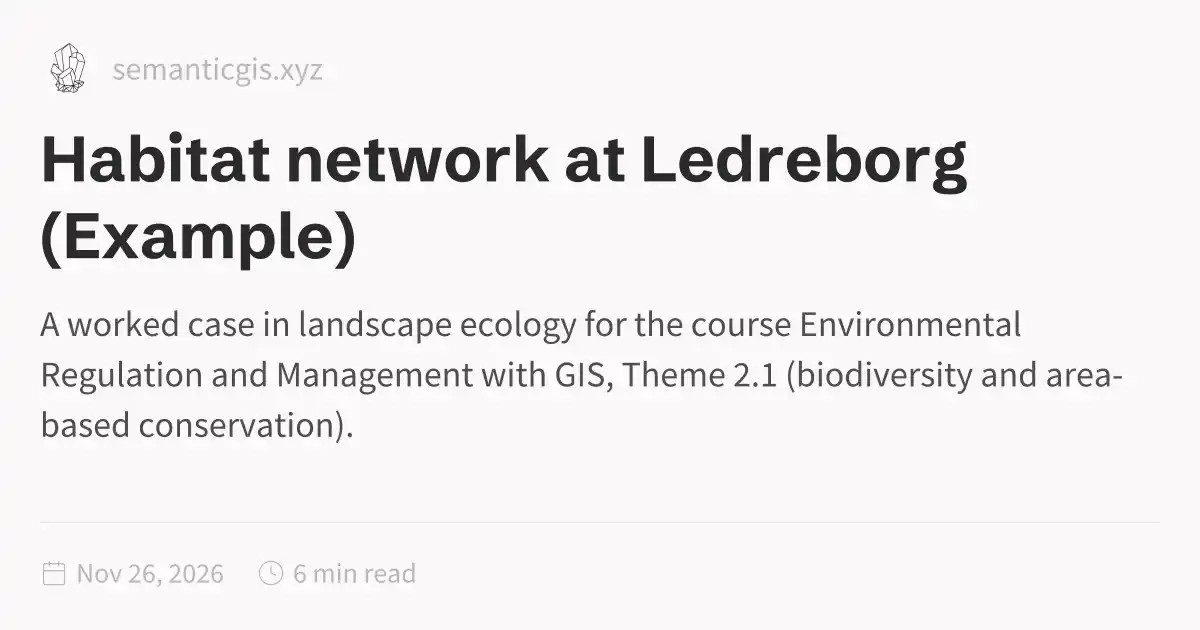 semanticgis.xyz
Habitat network at Ledreborg
(Example)
A worked case in landscape ecology for the course Environmental
Regulation and Management with GIS, Theme 2.1 (biodiversity and area-
based conservation).
Nov 26, 2026 6 min read